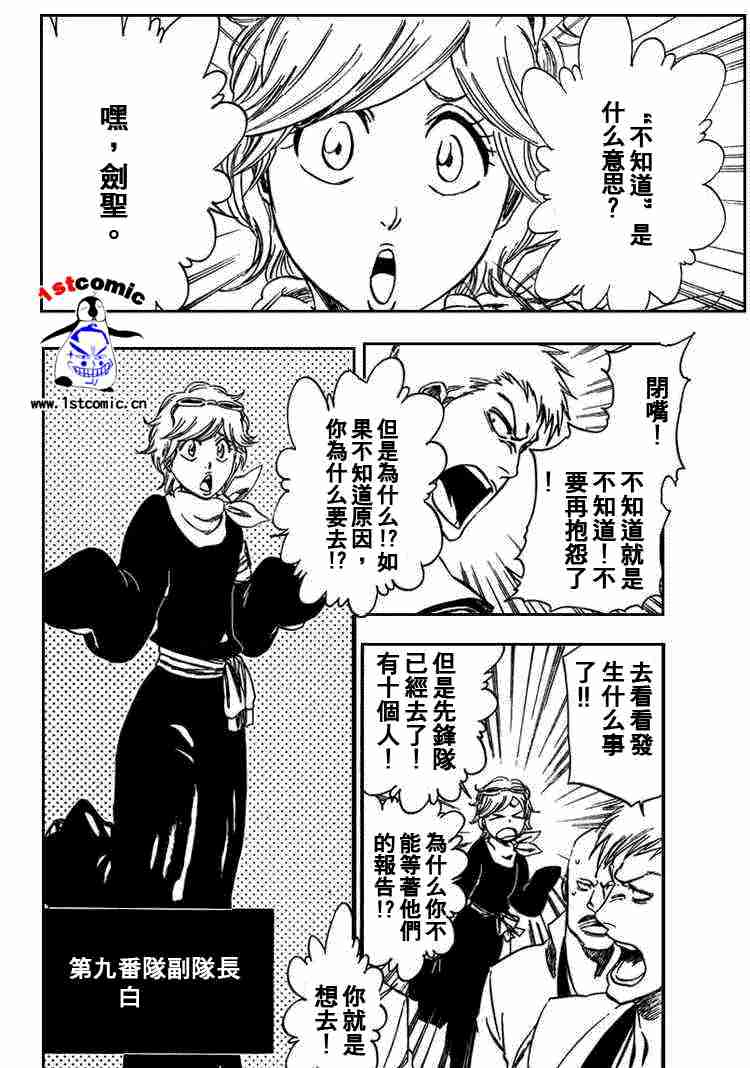 “不知道”是
什么意思？
嘿，劍聖。
1stcomic
www.1stcomic.cn
閉嘴！
不知道就是
不知道！不
要再抱怨了
！
但是為什么!?如
果不知道原因，
你為什么要去!?
去看看發
生什么事
了!!
但是先鋒隊
已經去了！
有十個人！
為什么你不
能等著他們
的報告!?
你就是
想去！
第九番隊副隊長
白